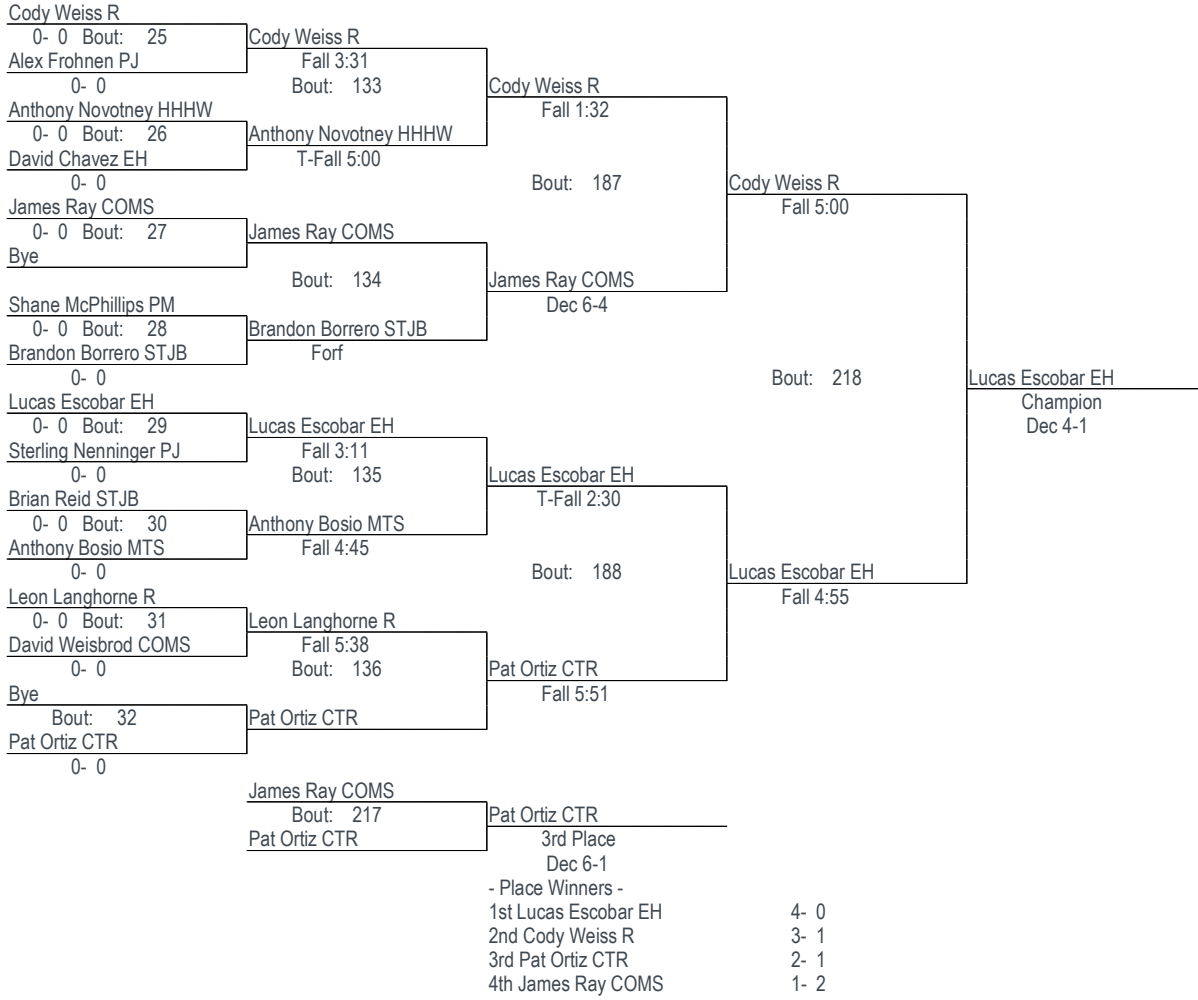 Cody Weiss R
0- 0 Bout: 25
Cody Weiss R
Alex Frohnen PJ
Fall 3:31
0- 0
Bout: 133
Cody Weiss R
Anthony Novotney HHHW
Fall 1:32
0- 0 Bout: 26
Anthony Novotney HHHW
David Chavez EH
T-Fall 5:00
0- 0
Bout: 187
Cody Weiss R
James Ray COMS
Fall 5:00
0- 0 Bout: 27
James Ray COMS
Bye
Bout: 134
James Ray COMS
Shane McPhillips PM
Dec 6-4
0- 0 Bout: 28
Brandon Borrero STJB
Brandon Borrero STJB
Forf
0- 0
Bout: 218
Lucas Escobar EH
Lucas Escobar EH
Champion
0- 0 Bout: 29
Lucas Escobar EH
Dec 4-1
Sterling Nenninger PJ
Fall 3:11
0- 0
Bout: 135
Lucas Escobar EH
Brian Reid STJB
T-Fall 2:30
0- 0 Bout: 30
Anthony Bosio MTS
Anthony Bosio MTS
Fall 4:45
0- 0
Bout: 188
Lucas Escobar EH
Leon Langhorne R
Fall 4:55
0- 0 Bout: 31
Leon Langhorne R
David Weisbrod COMS
Fall 5:38
0- 0
Bout: 136
Pat Ortiz CTR
Bye
Fall 5:51
Bout: 32
Pat Ortiz CTR
Pat Ortiz CTR
0- 0
James Ray COMS
Bout: 217
Pat Ortiz CTR
Pat Ortiz CTR
3rd Place
Dec 6-1
- Place Winners -
1st Lucas Escobar EH 4- 0
2nd Cody Weiss R 3- 1
3rd Pat Ortiz CTR 2- 1
4th James Ray COMS 1- 2